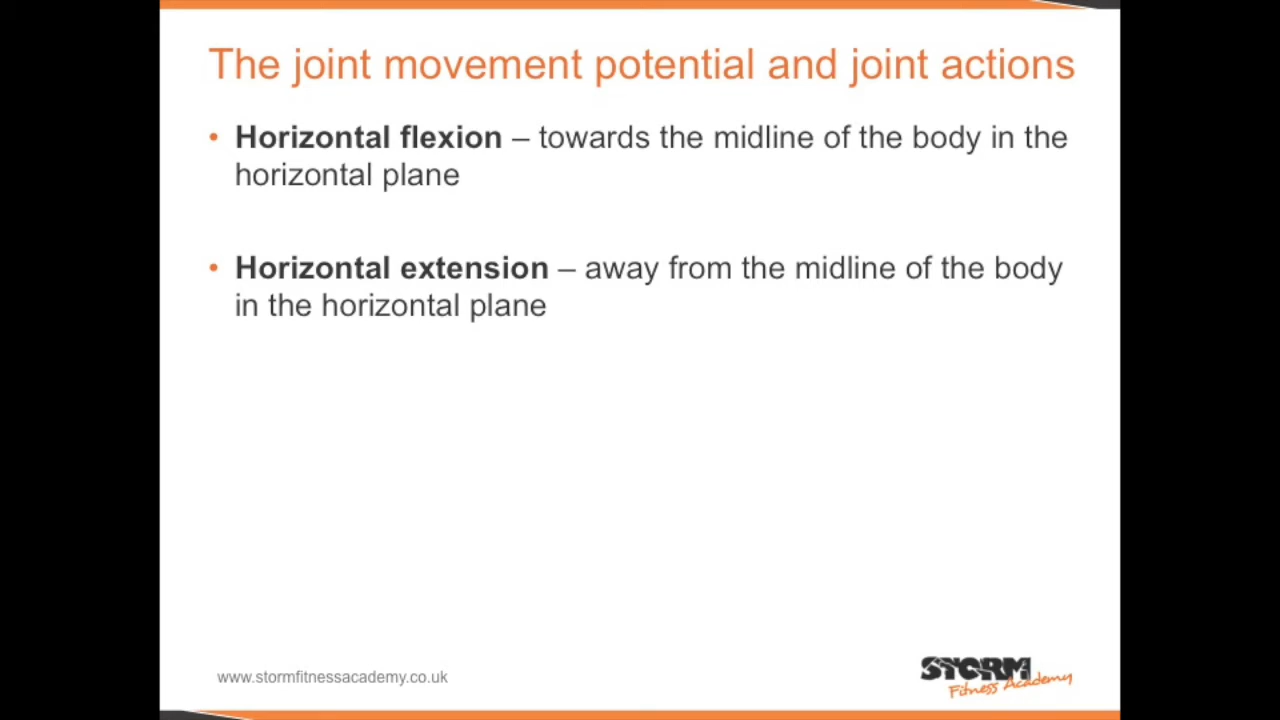 The joint movement potential and joint actions
• Horizontal flexion – towards the midline of the body in the
horizontal plane
• Horizontal extension – away from the midline of the body
in the horizontal plane
www.stormfitnessacademy.co.uk
STORM
Fitness Academy